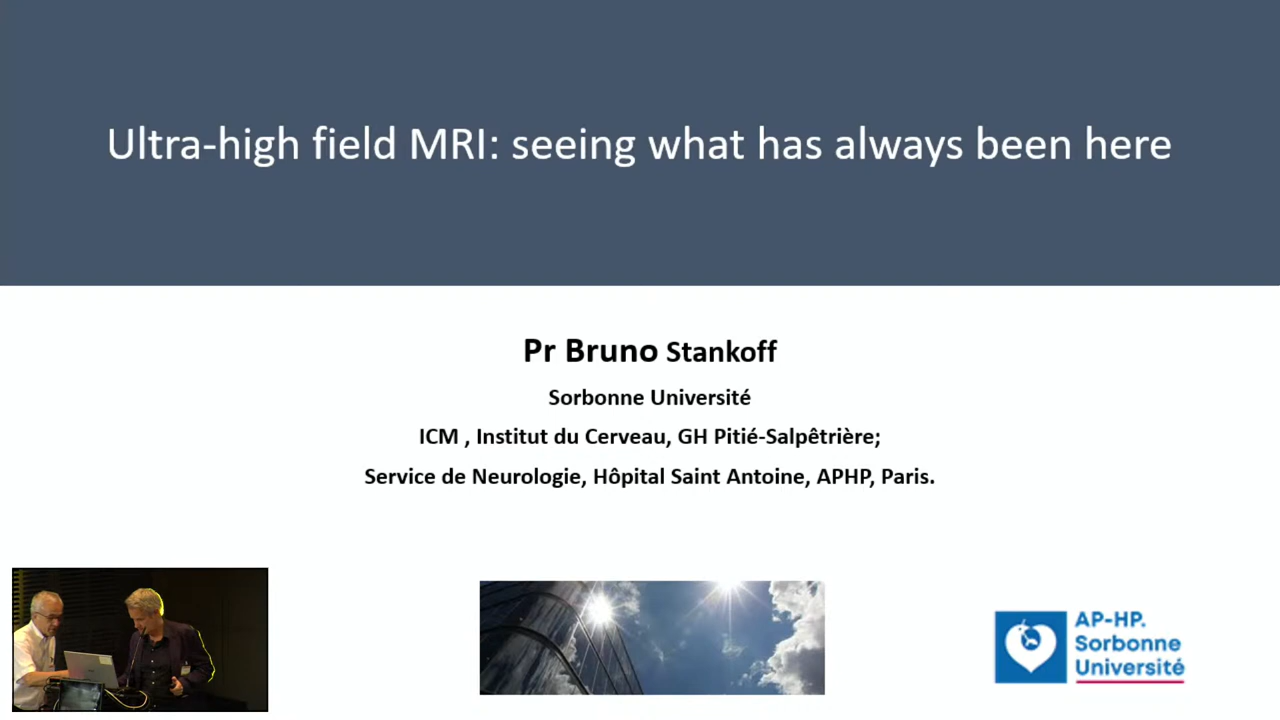 Ultra-high field MRI: seeing what has always been here
Pr Bruno Stankoff
Sorbonne Université
ICM , Institut du Cerveau, GH Pitié-Salpêtrière;
Service de Neurologie, Hôpital Saint Antoine, APHP, Paris.
AP-HP.
Sorbonne
Université